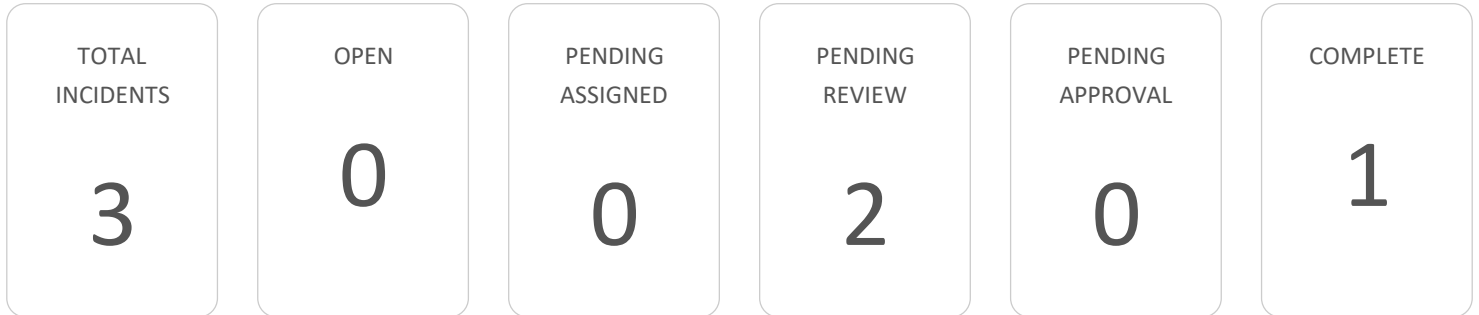 TOTAL
INCIDENTS
3
OPEN
0
PENDING
ASSIGNED
0
PENDING
REVIEW
2
PENDING
APPROVAL
0
COMPLETE
1